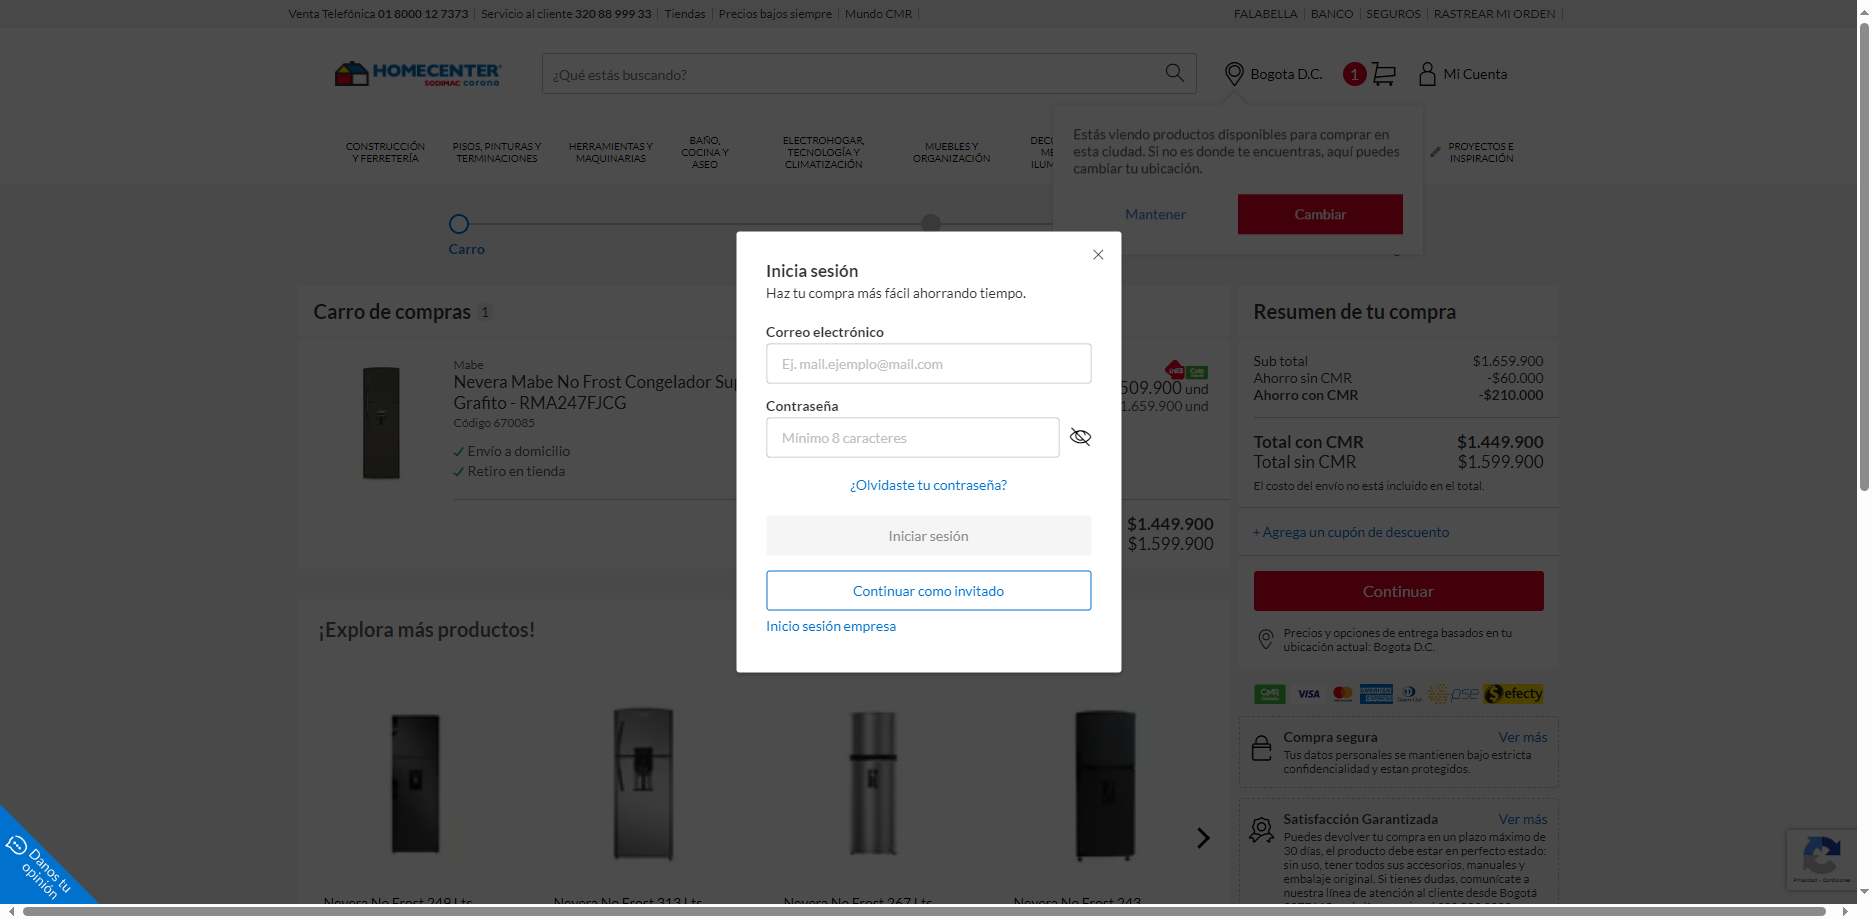 Venta Telefónica 01 8000 12 7373
Servicio al cliente 320 88 999 33
Tiendas
Precios bajos siempre
Mundo CMR
FALABELLA
BANCO
SEGUROS
RASTREAR MI ORDEN
HOMECENTER
SODIMAC corona
¿Qué estás buscando?
Bogota D.C.
1
Mi Cuenta
CONSTRUCCIÓN
Y FERRETERÍA
PISOS, PINTURAS Y
TERMINACIONES
HERRAMIENTAS Y
MAQUINARIAS
BAÑO,
COCINA Y
ASEO
ELECTROHOGAR,
TECNOLOGÍA Y
CLIMATIZACIÓN
MUEBLES Y
ORGANIZACIÓN
PROYECTOS E
INSPIRACIÓN
Estás viendo productos disponibles para comprar en
esta ciudad. Si no es donde te encuentras, aquí puedes
cambiar tu ubicación.
Mantener
Cambiar
Carro
Inicia sesión
Haz tu compra más fácil ahorrando tiempo.
Correo electrónico
Ej. mail.ejemplo@mail.com
Contraseña
Mínimo 8 caracteres
¿Olvidaste tu contraseña?
Iniciar sesión
Continuar como invitado
Inicio sesión empresa
Carro de compras 1
Mabe
Nevera Mabe No Frost Congelador
Grafito - RMA247FJCG
Código 670085
Envío a domicilio
Retiro en tienda
509.900 und
1.659.900 und
$1.449.900
$1.599.900
Resumen de tu compra
Sub total $1.659.900
Ahorro sin CMR -$60.000
Ahorro con CMR -$210.000
Total con CMR $1.449.900
Total sin CMR $1.599.900
El costo del envío no está incluido en el total.
+ Agrega un cupón de descuento
Continuar
Precios y opciones de entrega basados en tu
ubicación actual: Bogota D.C.
CMR
VISA
AMERICAN EXPRESS
pse
efecty
Compra segura Ver más
Tus datos personales se mantienen bajo estricta
confidencialidad y estan protegidos.
Satisfacción Garantizada Ver más
Puedes devolver tu compra en un plazo máximo de
30 días, el producto debe estar en perfecto estado:
sin uso, tener todos sus accesorios, manuales y
embalaje original. Si tienes dudas, comunícate a
nuestra línea de atención al cliente desde Bogotá
¡Explora más productos!
Nevera No Frost 249 Lts
Nevera No Frost 313 Lts
Nevera No Frost 267 Lts
Nevera No Frost 243
Danos tu
opinión
Privacidad - Condiciones